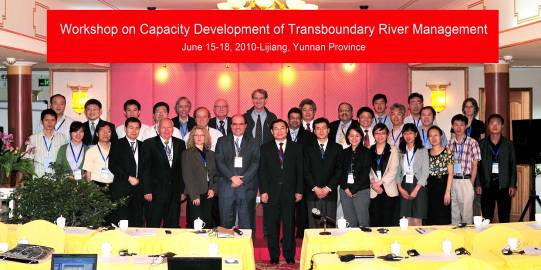 Workshop on Capacity Development of Transboundary River Management
June 15-18, 2010-Lijiang, Yunnan Province